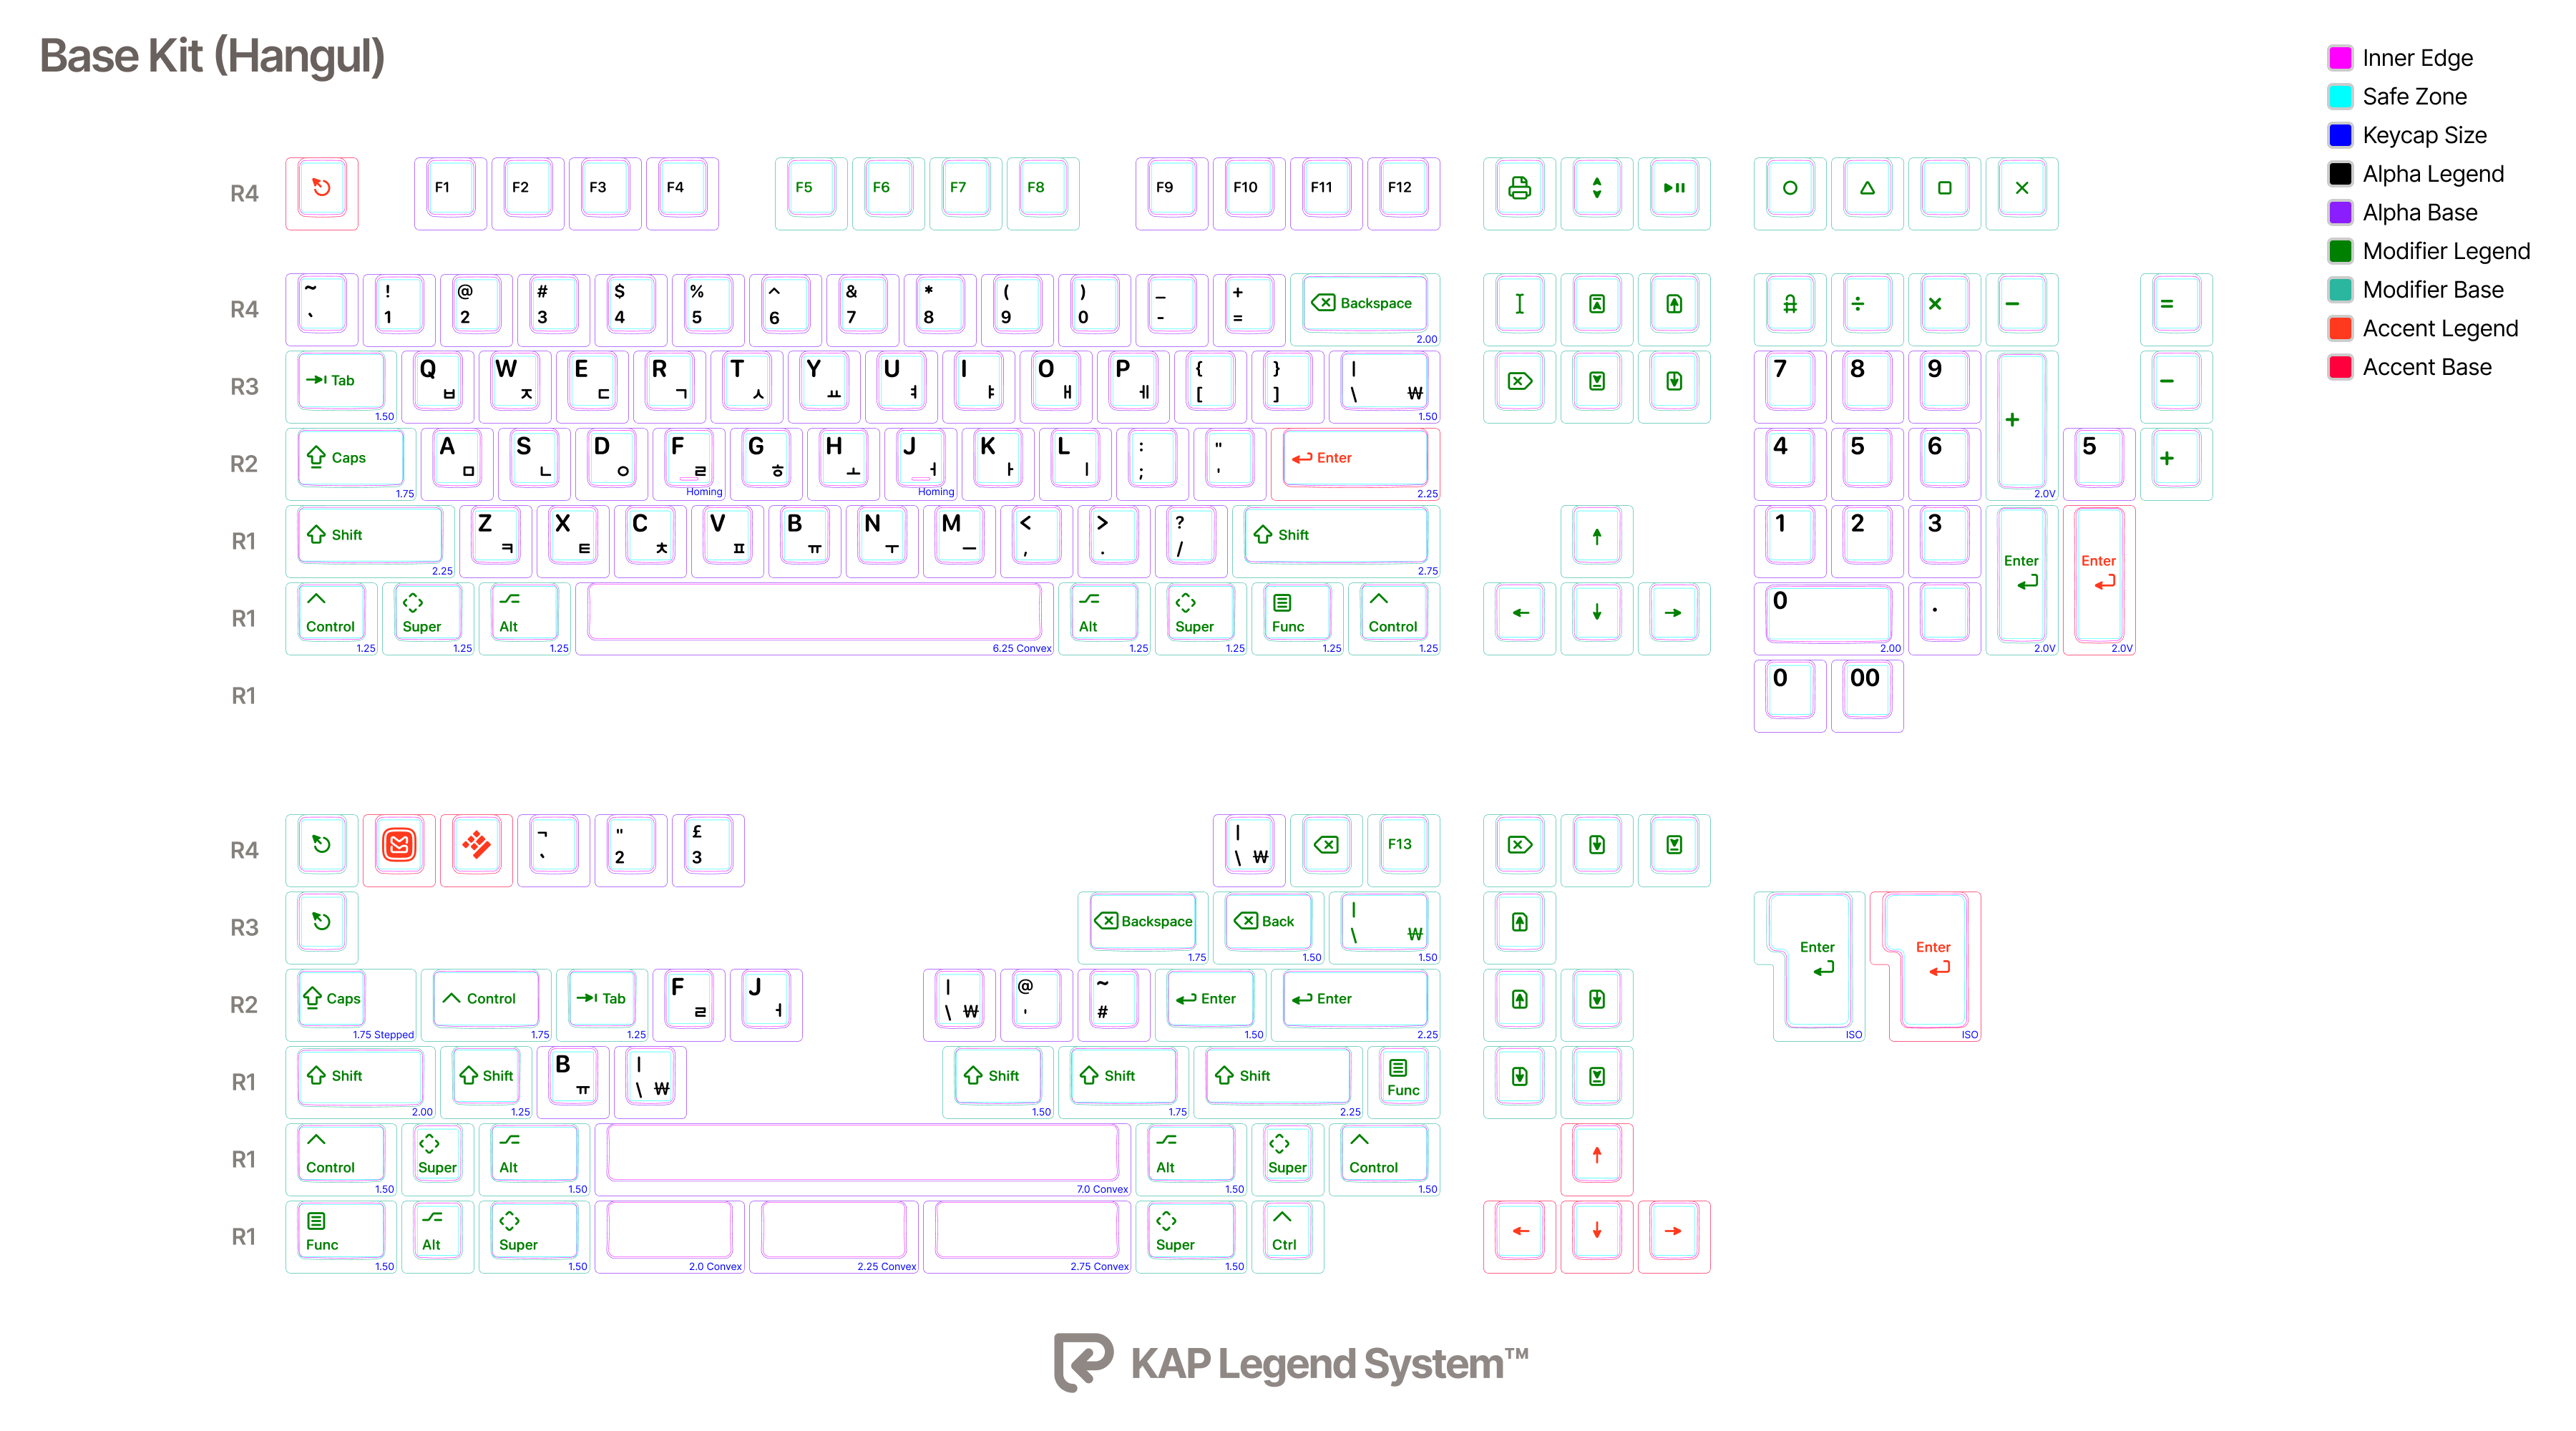 Base Kit (Hangul)
Inner Edge
Safe Zone
Keycap Size
Alpha Legend
Alpha Base
Modifier Legend
Modifier Base
Accent Legend
Accent Base
R4 F1 F2 F3 F4 F5 F6 F7 F8 F9 F10 F11 F12
~ ! @ # $ % ^ & * ( ) _ +
R4 ` 1 2 3 4 5 6 7 8 9 0 - = Backspace ÷ × − =
2.00
Q W E R T Y U I O P { } | 7 8 9
R3 Tab ㅂ ㅈ ㄷ ㄱ ㅅ ㅛ ㅕ ㅑ ㅐ ㅔ [ ] \ ₩ + −
1.50 1.50
A S D F G H J K L : " 4 5 6 5
R2 Caps ㅁ ㄴ ㅇ ㄹ ㅎ ㅗ ㅓ ㅏ ㅣ ; ' Enter +
1.75 Homing Homing 2.25 2.0V
Z X C V B N M < > ? 1 2 3
R1 Shift ㅋ ㅌ ㅊ ㅍ ㅠ ㅜ ㅡ , . / Shift Enter Enter
2.25 2.75
R1 Control Super Alt Alt Super Func Control 0 .
1.25 1.25 1.25 6.25 Convex 1.25 1.25 1.25 1.25 2.00 2.0V 2.0V
R1 0 00
¬ " £ |
R4 ` 2 3 \ ₩ F13
|
R3 Backspace Back \ ₩ Enter Enter
1.75 1.50 1.50
F J | @ ~
R2 Caps Control Tab ㄹ ㅓ \ ₩ ' # Enter Enter
1.75 Stepped 1.75 1.25 1.50 2.25 ISO ISO
B |
R1 Shift Shift ㅠ \ ₩ Shift Shift Shift Func
2.00 1.25 1.50 1.75 2.25
R1 Control Super Alt Alt Super Control
1.50 1.50 7.0 Convex 1.50 1.50
R1 Func Alt Super Super Ctrl
1.50 1.50 2.0 Convex 2.25 Convex 2.75 Convex 1.50
KAP Legend System™